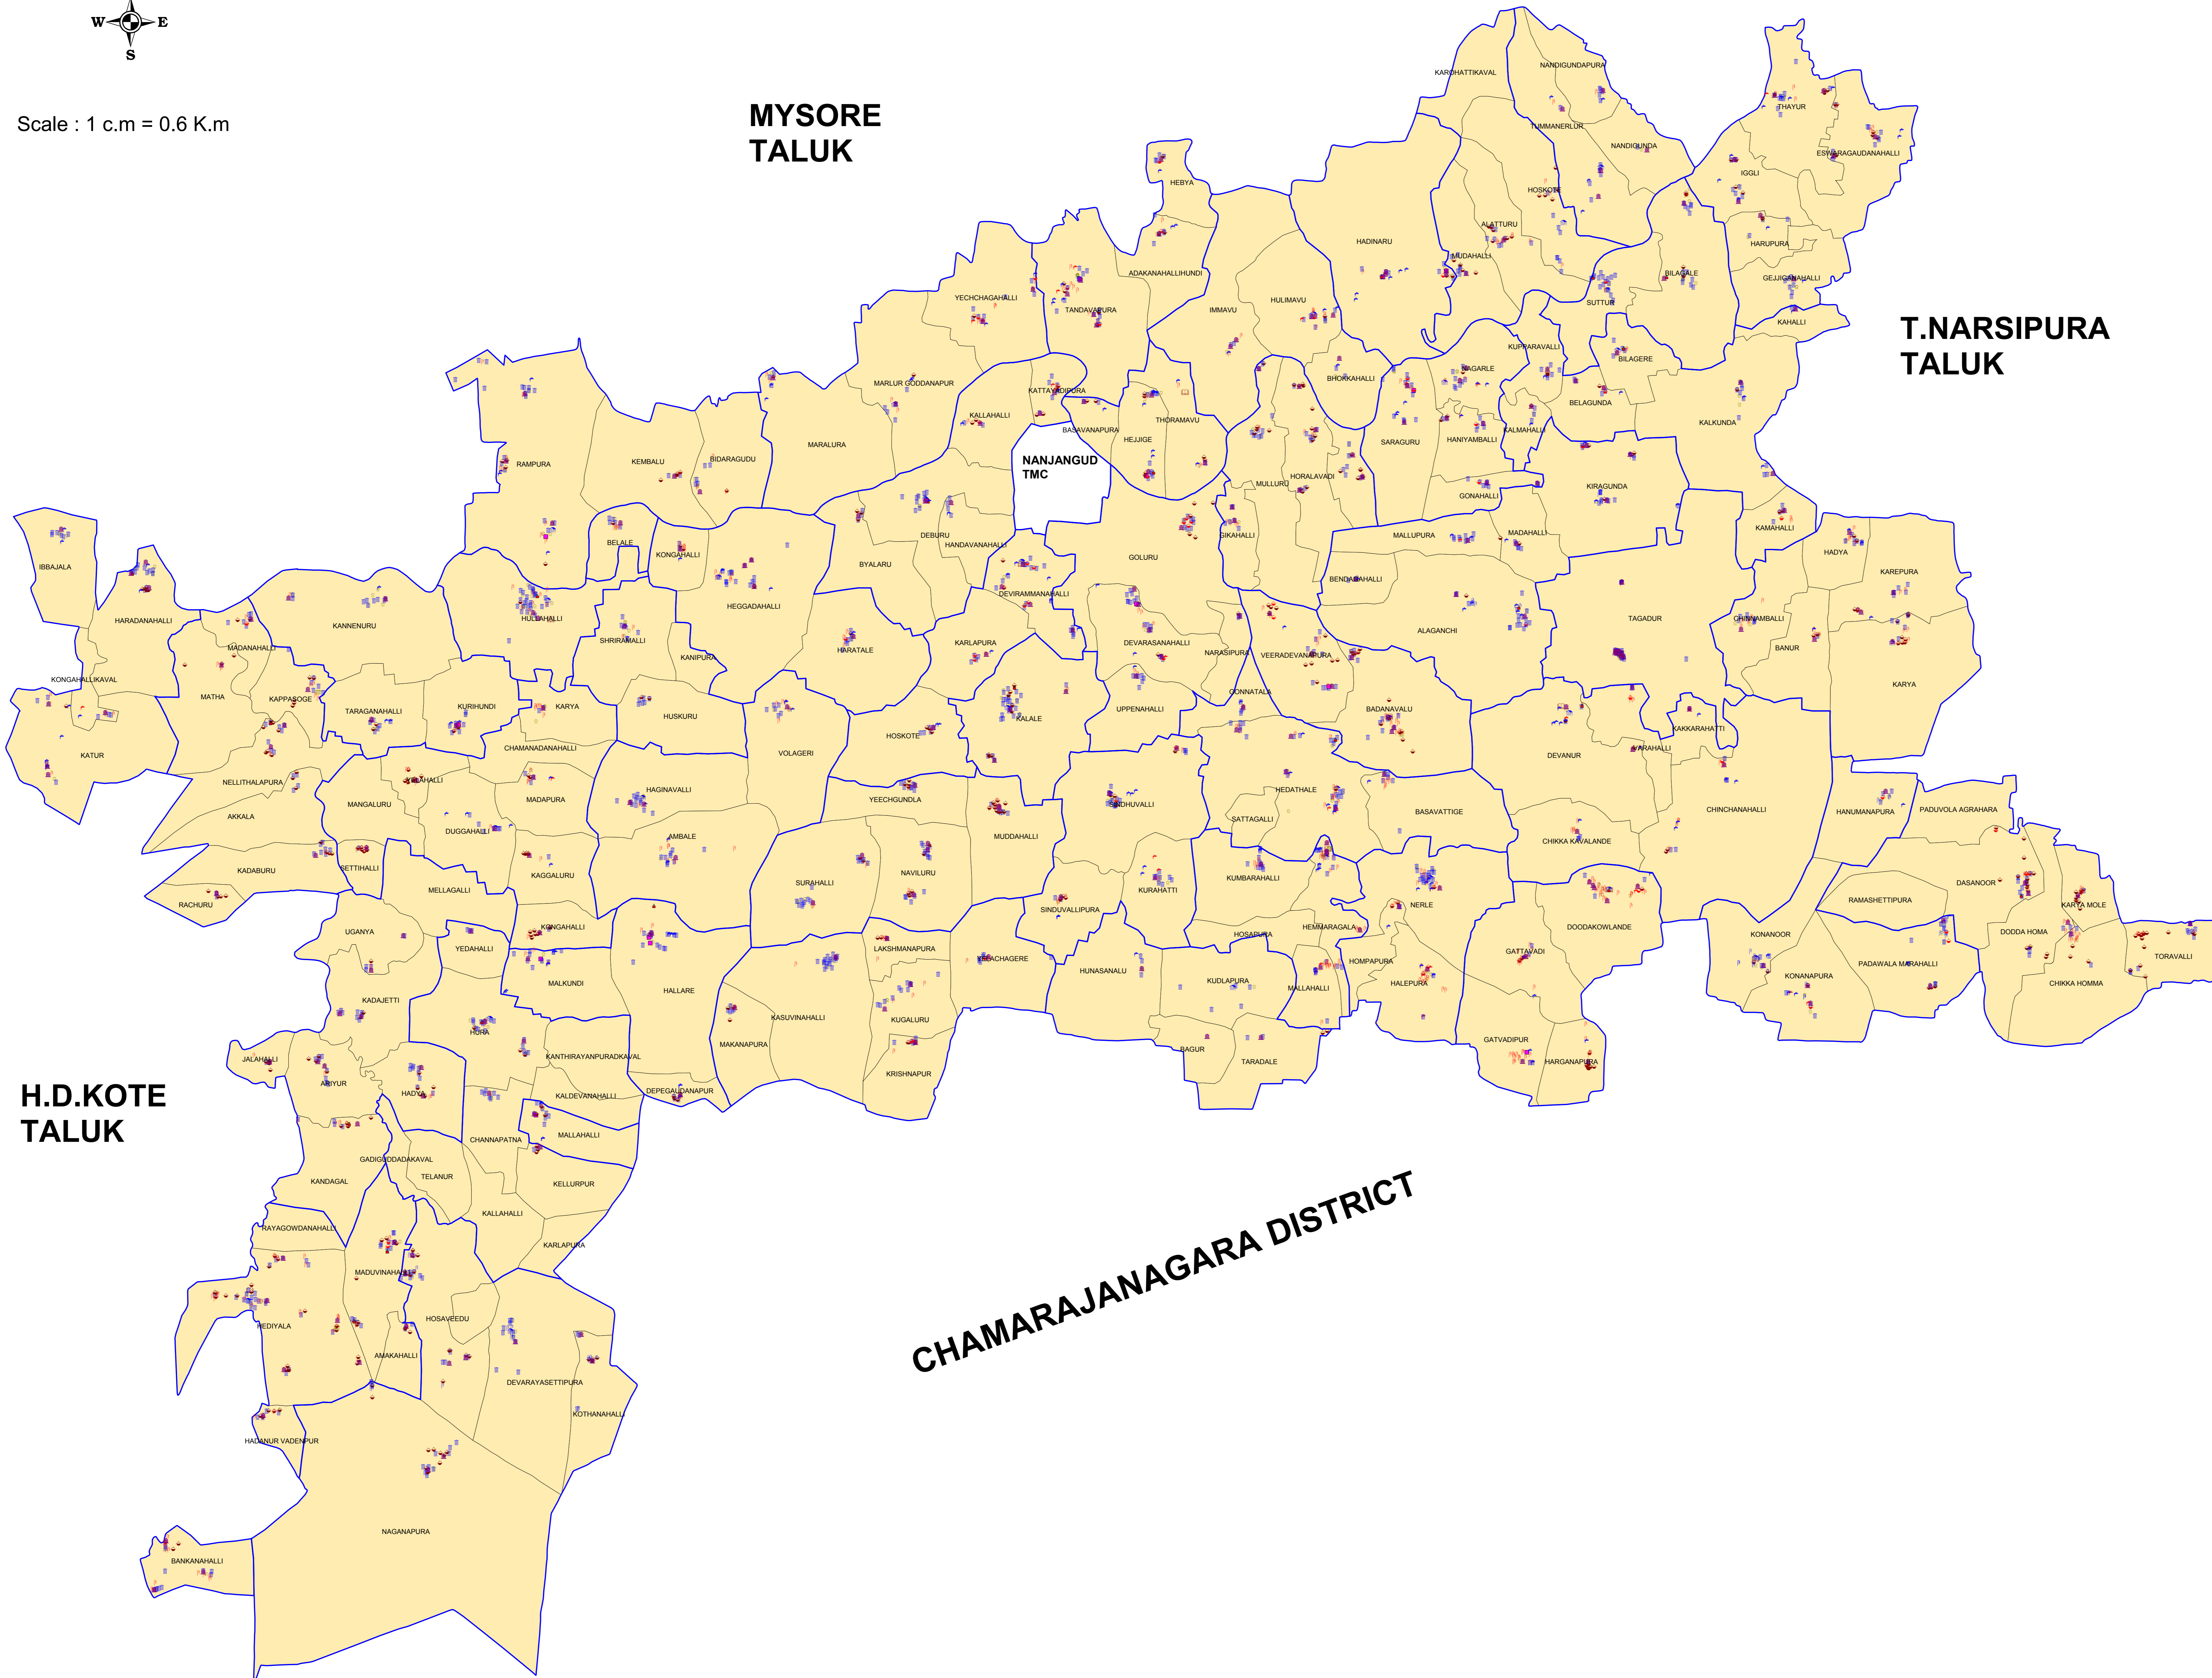 W E
S
Scale : 1 c.m = 0.6 K.m
MYSORE
TALUK
T.NARSIPURA
TALUK
H.D.KOTE
TALUK
CHAMARAJANAGARA DISTRICT
NANJANGUD
TMC
KAROHATTIKAVAL
NANDIGUNDAPURA
THAYUR
TUMMANERLUR
NANDIGUNDA
ESWARAGAUDANAHALLI
IGGLI
HEBYA
HOSKOTE
ALATTURU
HADINARU
HARUPURA
MUDAHALLI
ADAKANAHALLIHUNDI
BILAGALE
GEJJIGANAHALLI
YECHCHAGAHALLI
HULIMAVU
SUTTUR
TANDAVAPURA
IMMAVU
KAHALLI
KUPPARAVALLI
BILAGERE
NAGARLE
BHOKKAHALLI
MARLUR GODDANAPUR
KATTAVADIPURA
BELAGUNDA
KALLAHALLI
THORAMAVU
KALKUNDA
BASAVANAPURA
KALMAHALLI
HEJJIGE
HANIYAMBALLI
SARAGURU
MARALURA
BIDARAGUDU
KEMBALU
RAMPURA
HORALAVADI
MULLURU
KIRAGUNDA
GONAHALLI
KAMAHALLI
MADAHALLI
MALLUPURA
GIKAHALLI
DEBURU
HANDAVANAHALLI
BELALE
KONGAHALLI
HADYA
GOLURU
BYALARU
IBBAJALA
KAREPURA
BENDAGAHALLI
DEVIRAMMANAHALLI
HEGGADAHALLI
HARADANAHALLI
HULLAHALLI
TAGADUR
CHINNAMBALLI
KANNENURU
ALAGANCHI
SHRIRAMALLI
KARLAPURA
DEVARASANAHALLI
MADANAHALLI
HARATALE
BANUR
NARASIPURA
VEERADEVANAPURA
KANIPURA
KONGAHALLIKAVAL
KARYA
GONNATALA
MATHA
KAPPASOGE
TARAGANAHALLI
KURIHUNDI
KARYA
UPPENAHALLI
BADANAVALU
HUSKURU
KALALE
KAKKARAHATTI
HOSKOTE
CHAMANADANAHALLI
VARAHALLI
VOLAGERI
DEVANUR
KATUR
NELLITHALAPURA
HAGINAVALLI
HEDATHALE
YEECHGUNDLA
MADAPURA
MANGALURU
SINDHUVALLI
CHINCHANAHALLI
HANUMANAPURA
PADUVOLA AGRAHARA
BASAVATTIGE
AKKALA
SATTAGALLI
DUGGAHALLI
AMBALE
MUDDAHALLI
CHIKKA KAVALANDE
KADABURU
SETTIHALLI
NAVILURU
KAGGALURU
KUMBARAHALLI
SURAHALLI
DASANOOR
MELLAGALLI
KURAHATTI
RAMASHETTIPURA
RACHURU
NERLE
KARYA MOLE
SINDUVALLIPURA
KONGAHALLI
HEMMARAGALA
DOODAKOWLANDE
UGANYA
DODDA HOMA
HOSAPURA
KONANOOR
YEDAHALLI
LAKSHMANAPURA
GATTAVADI
TORAVALLI
HOMPAPURA
PADAWALA MARAHALLI
HUNASANALU
KONANAPURA
KUDLAPURA
MALKUNDI
HALEPURA
CHIKKA HOMMA
MALLAHALLI
HALLARE
KADAJETTI
KASUVINAHALLI
KUGALURU
HURA
GATVADIPUR
MAKANAPURA
BAGUR
KANTHIRAYANPURADKAVAL
JALAHALLI
TARADALE
HARGANAPURA
KRISHNAPUR
ARIYUR
DEPEGAUDANAPUR
HADYA
KALDEVANAHALLI
MALLAHALLI
CHANNAPATNA
GADIGUDDADAKAVAL
TELANUR
KANDAGAL
KELLURPUR
KALLAHALLI
RAYAGOWDANAHALLI
KARLAPURA
HOSAVEEDU
HEDIYALA
AMAKAHALLI
DEVARAYASETTIPURA
KOTHANAHALLI
HADANUR VADENPUR
NAGANAPURA
BANKANAHALLI